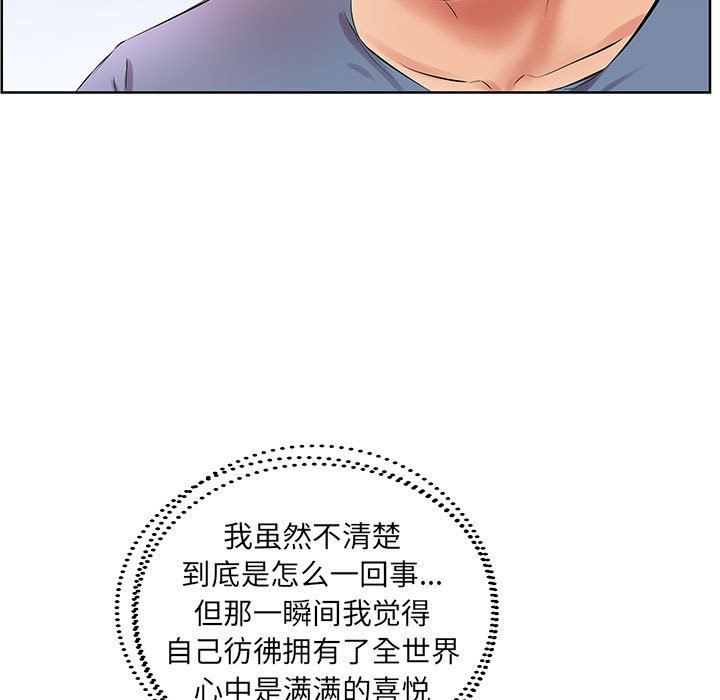 我虽然不清楚
到底是怎么一回事...
但那一瞬间我觉得
自己彷彿拥有了全世界
心中是满满的喜悦